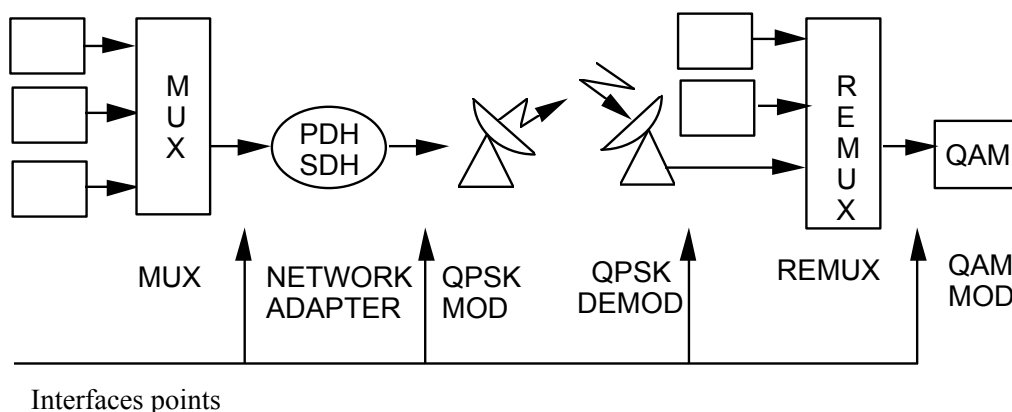 M
U
X
PDH
SDH
R
E
M
U
X
QAM
MUX
NETWORK
ADAPTER
QPSK
MOD
QPSK
DEMOD
REMUX
QAM
MOD
Interfaces points